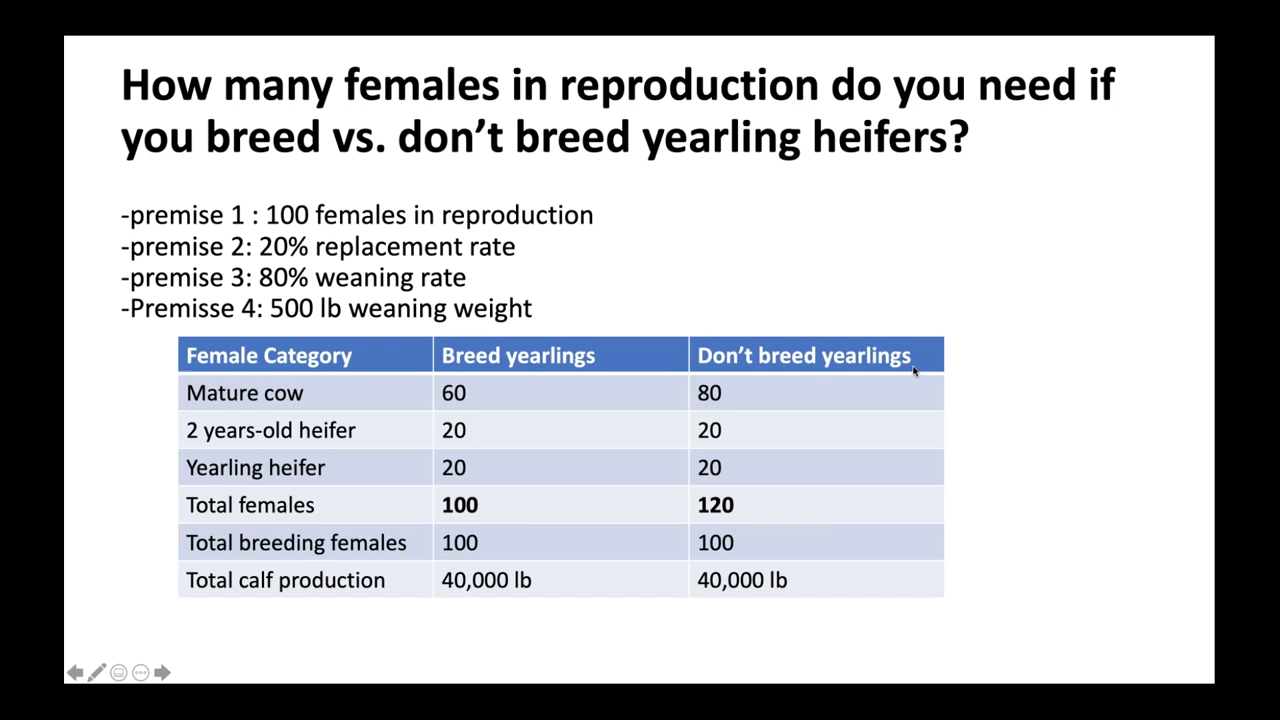 How many females in reproduction do you need if
you breed vs. don’t breed yearling heifers?
-premise 1 : 100 females in reproduction
-premise 2: 20% replacement rate
-premise 3: 80% weaning rate
-Premisse 4: 500 lb weaning weight
Female Category Breed yearlings Don’t breed yearlings
Mature cow 60 80
2 years-old heifer 20 20
Yearling heifer 20 20
Total females 100 120
Total breeding females 100 100
Total calf production 40,000 lb 40,000 lb